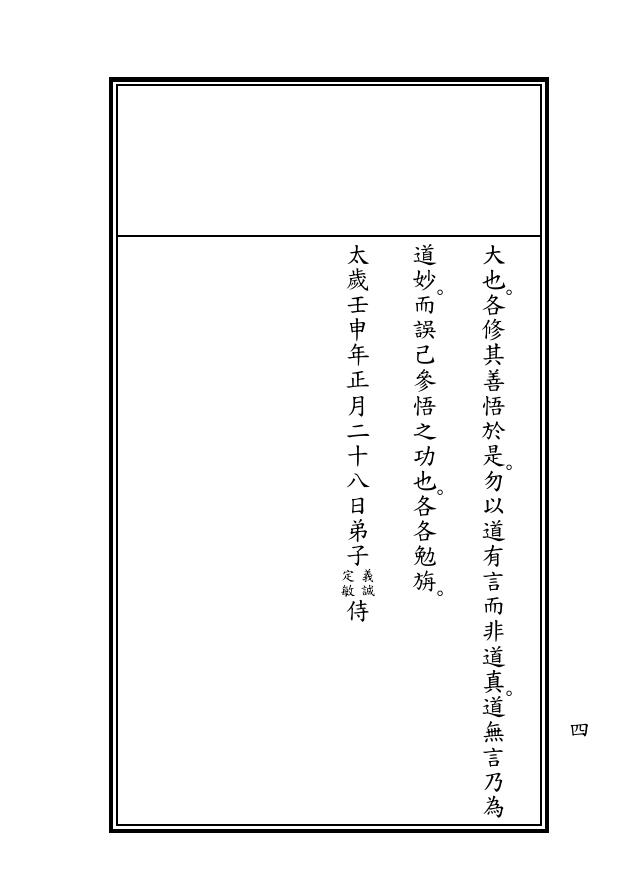 大也。各修其善悟於是。勿以道有言而非道真。道無言乃為
道妙。而誤己參悟之功也。各各勉旃。
太歲壬申年正月二十八日弟子義誠定敏侍
四